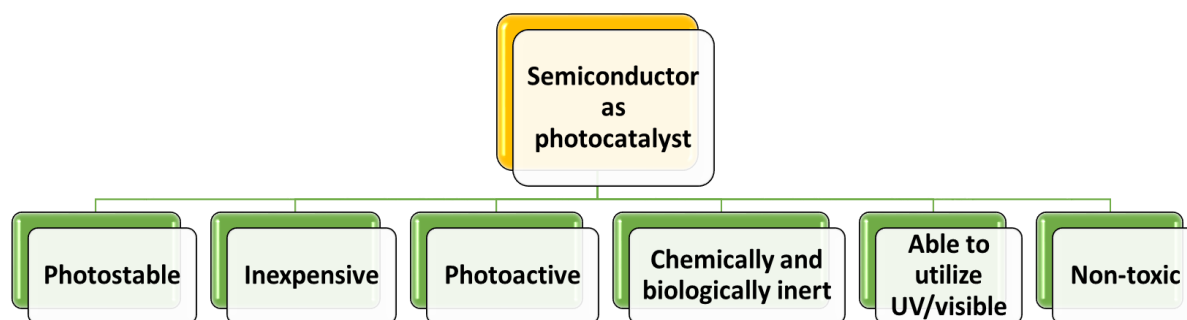 Semiconductor
as
photocatalyst
Photostable
Inexpensive
Photoactive
Chemically and
biologically inert
Able to
utilize
UV/visible
Non-toxic